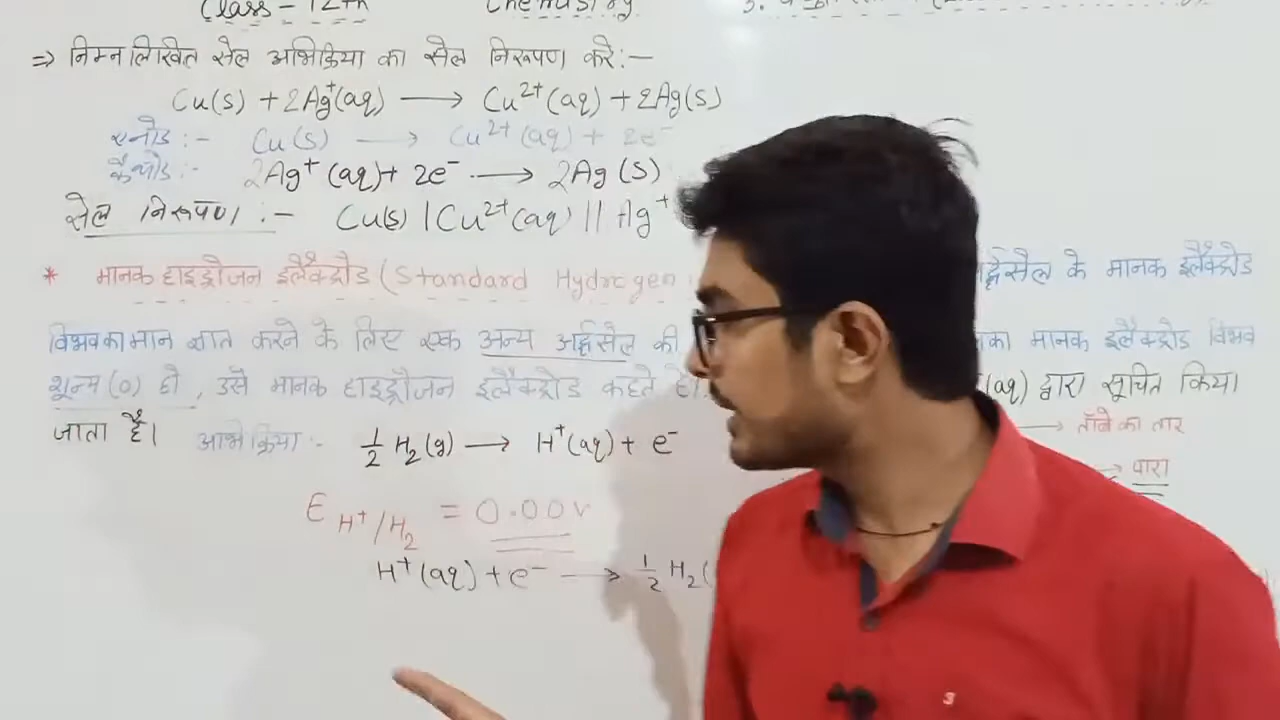 Class - 12th Chemistry
⇒ निम्नलिखित सेल अभिक्रिया का सेल निरूपण करे:-
Cu(s) + 2Ag⁺(aq) ⟶ Cu²⁺(aq) + 2Ag(s)
एनोड :- Cu(s) ⟶ Cu²⁺(aq) + 2e⁻
कैथोड :- 2Ag⁺(aq) + 2e⁻ ⟶ 2Ag(s)
सेल निरूपण :- Cu(s) | Cu²⁺(aq) || Ag⁺
* मानक हाइड्रोजन इलैक्ट्रोड (Standard Hydrogen
के मानक इलैक्ट्रोड
विभव का मान ज्ञात करने के लिए एक अन्य अर्द्धसेल की
मानक इलैक्ट्रोड विभव
शून्य (0) हो, उसे मानक हाइड्रोजन इलैक्ट्रोड कहते है।
(aq) द्वारा सूचित किया
जाता है। अभिक्रिया :- ½ H₂(g) ⟶ H⁺(aq) + e⁻
⟶ ताँबे का तार
→ पारा
E H⁺/H₂ = 0.00v
H⁺(aq) + e⁻ ⟶ ½ H₂(